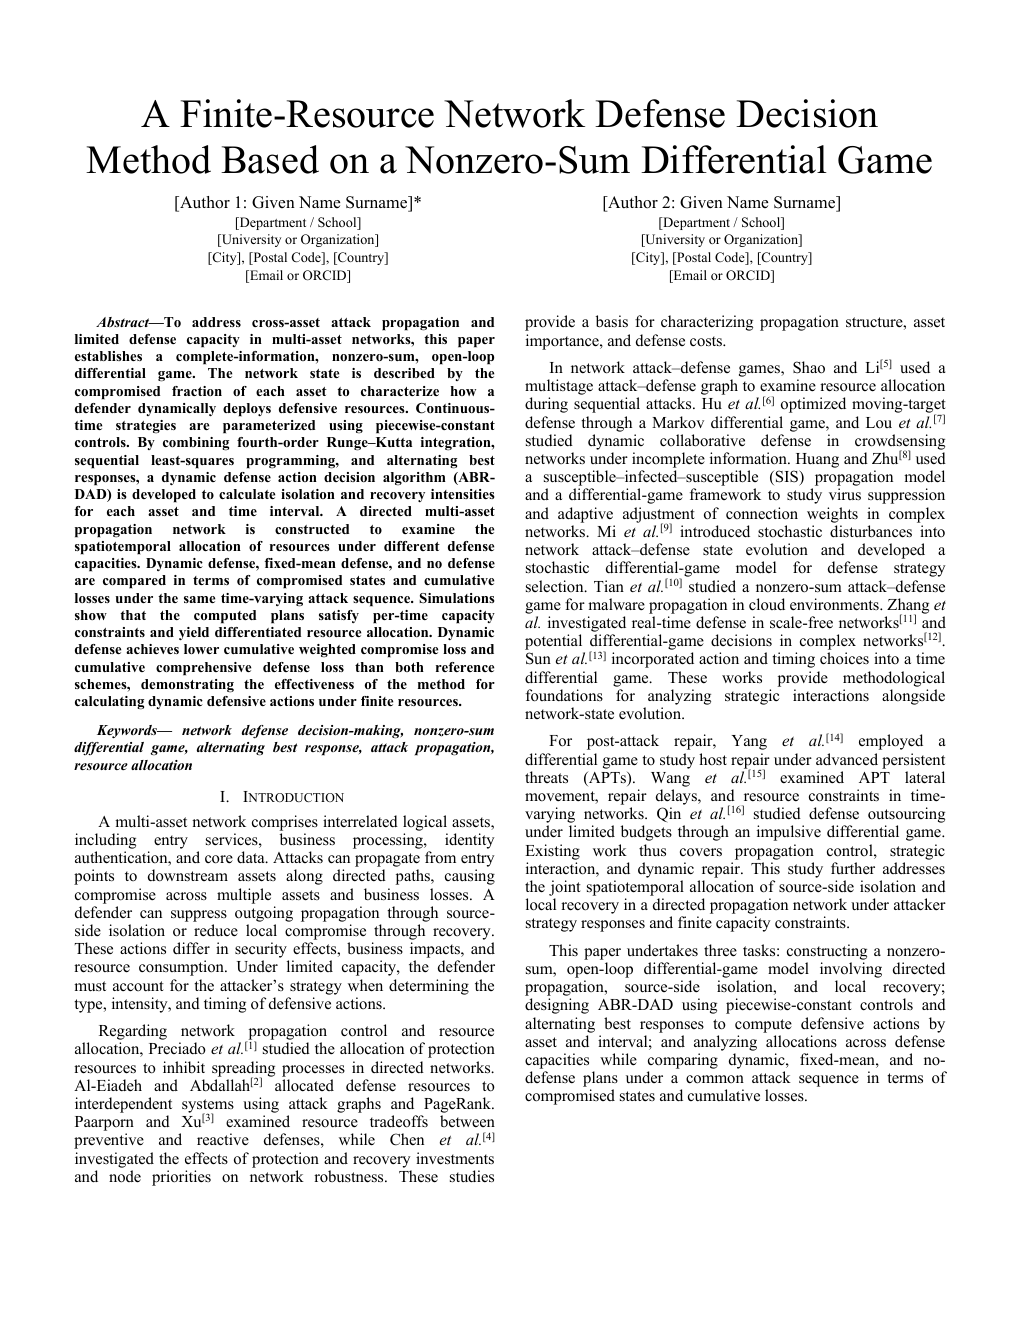 A Finite-Resource Network Defense Decision
Method Based on a Nonzero-Sum Differential Game
[Author 1: Given Name Surname]*
[Department / School]
[University or Organization]
[City], [Postal Code], [Country]
[Email or ORCID]
[Author 2: Given Name Surname]
[Department / School]
[University or Organization]
[City], [Postal Code], [Country]
[Email or ORCID]
Abstract—To address cross-asset attack propagation and
limited defense capacity in multi-asset networks, this paper
establishes a complete-information, nonzero-sum, open-loop
differential game. The network state is described by the
compromised fraction of each asset to characterize how a
defender dynamically deploys defensive resources. Continuous-
time strategies are parameterized using piecewise-constant
controls. By combining fourth-order Runge–Kutta integration,
sequential least-squares programming, and alternating best
responses, a dynamic defense action decision algorithm (ABR-
DAD) is developed to calculate isolation and recovery intensities
for each asset and time interval. A directed multi-asset
propagation network is constructed to examine the
spatiotemporal allocation of resources under different defense
capacities. Dynamic defense, fixed-mean defense, and no defense
are compared in terms of compromised states and cumulative
losses under the same time-varying attack sequence. Simulations
show that the computed plans satisfy per-time capacity
constraints and yield differentiated resource allocation. Dynamic
defense achieves lower cumulative weighted compromise loss and
cumulative comprehensive defense loss than both reference
schemes, demonstrating the effectiveness of the method for
calculating dynamic defensive actions under finite resources.
Keywords— network defense decision-making, nonzero-sum
differential game, alternating best response, attack propagation,
resource allocation
I. INTRODUCTION
A multi-asset network comprises interrelated logical assets,
including entry services, business processing, identity
authentication, and core data. Attacks can propagate from entry
points to downstream assets along directed paths, causing
compromise across multiple assets and business losses. A
defender can suppress outgoing propagation through source-
side isolation or reduce local compromise through recovery.
These actions differ in security effects, business impacts, and
resource consumption. Under limited capacity, the defender
must account for the attacker's strategy when determining the
type, intensity, and timing of defensive actions.
Regarding network propagation control and resource
allocation, Preciado et al.[1] studied the allocation of protection
resources to inhibit spreading processes in directed networks.
Al-Eiadeh and Abdallah[2] allocated defense resources to
interdependent systems using attack graphs and PageRank.
Paarporn and Xu[3] examined resource tradeoffs between
preventive and reactive defenses, while Chen et al.[4]
investigated the effects of protection and recovery investments
and node priorities on network robustness. These studies
provide a basis for characterizing propagation structure, asset
importance, and defense costs.
In network attack–defense games, Shao and Li[5] used a
multistage attack–defense graph to examine resource allocation
during sequential attacks. Hu et al.[6] optimized moving-target
defense through a Markov differential game, and Lou et al.[7]
studied dynamic collaborative defense in crowdsensing
networks under incomplete information. Huang and Zhu[8] used
a susceptible–infected–susceptible (SIS) propagation model
and a differential-game framework to study virus suppression
and adaptive adjustment of connection weights in complex
networks. Mi et al.[9] introduced stochastic disturbances into
network attack–defense state evolution and developed a
stochastic differential-game model for defense strategy
selection. Tian et al.[10] studied a nonzero-sum attack–defense
game for malware propagation in cloud environments. Zhang et
al. investigated real-time defense in scale-free networks[11] and
potential differential-game decisions in complex networks[12].
Sun et al.[13] incorporated action and timing choices into a time
differential game. These works provide methodological
foundations for analyzing strategic interactions alongside
network-state evolution.
For post-attack repair, Yang et al.[14] employed a
differential game to study host repair under advanced persistent
threats (APTs). Wang et al.[15] examined APT lateral
movement, repair delays, and resource constraints in time-
varying networks. Qin et al.[16] studied defense outsourcing
under limited budgets through an impulsive differential game.
Existing work thus covers propagation control, strategic
interaction, and dynamic repair. This study further addresses
the joint spatiotemporal allocation of source-side isolation and
local recovery in a directed propagation network under attacker
strategy responses and finite capacity constraints.
This paper undertakes three tasks: constructing a nonzero-
sum, open-loop differential-game model involving directed
propagation, source-side isolation, and local recovery;
designing ABR-DAD using piecewise-constant controls and
alternating best responses to compute defensive actions by
asset and interval; and analyzing allocations across defense
capacities while comparing dynamic, fixed-mean, and no-
defense plans under a common attack sequence in terms of
compromised states and cumulative losses.